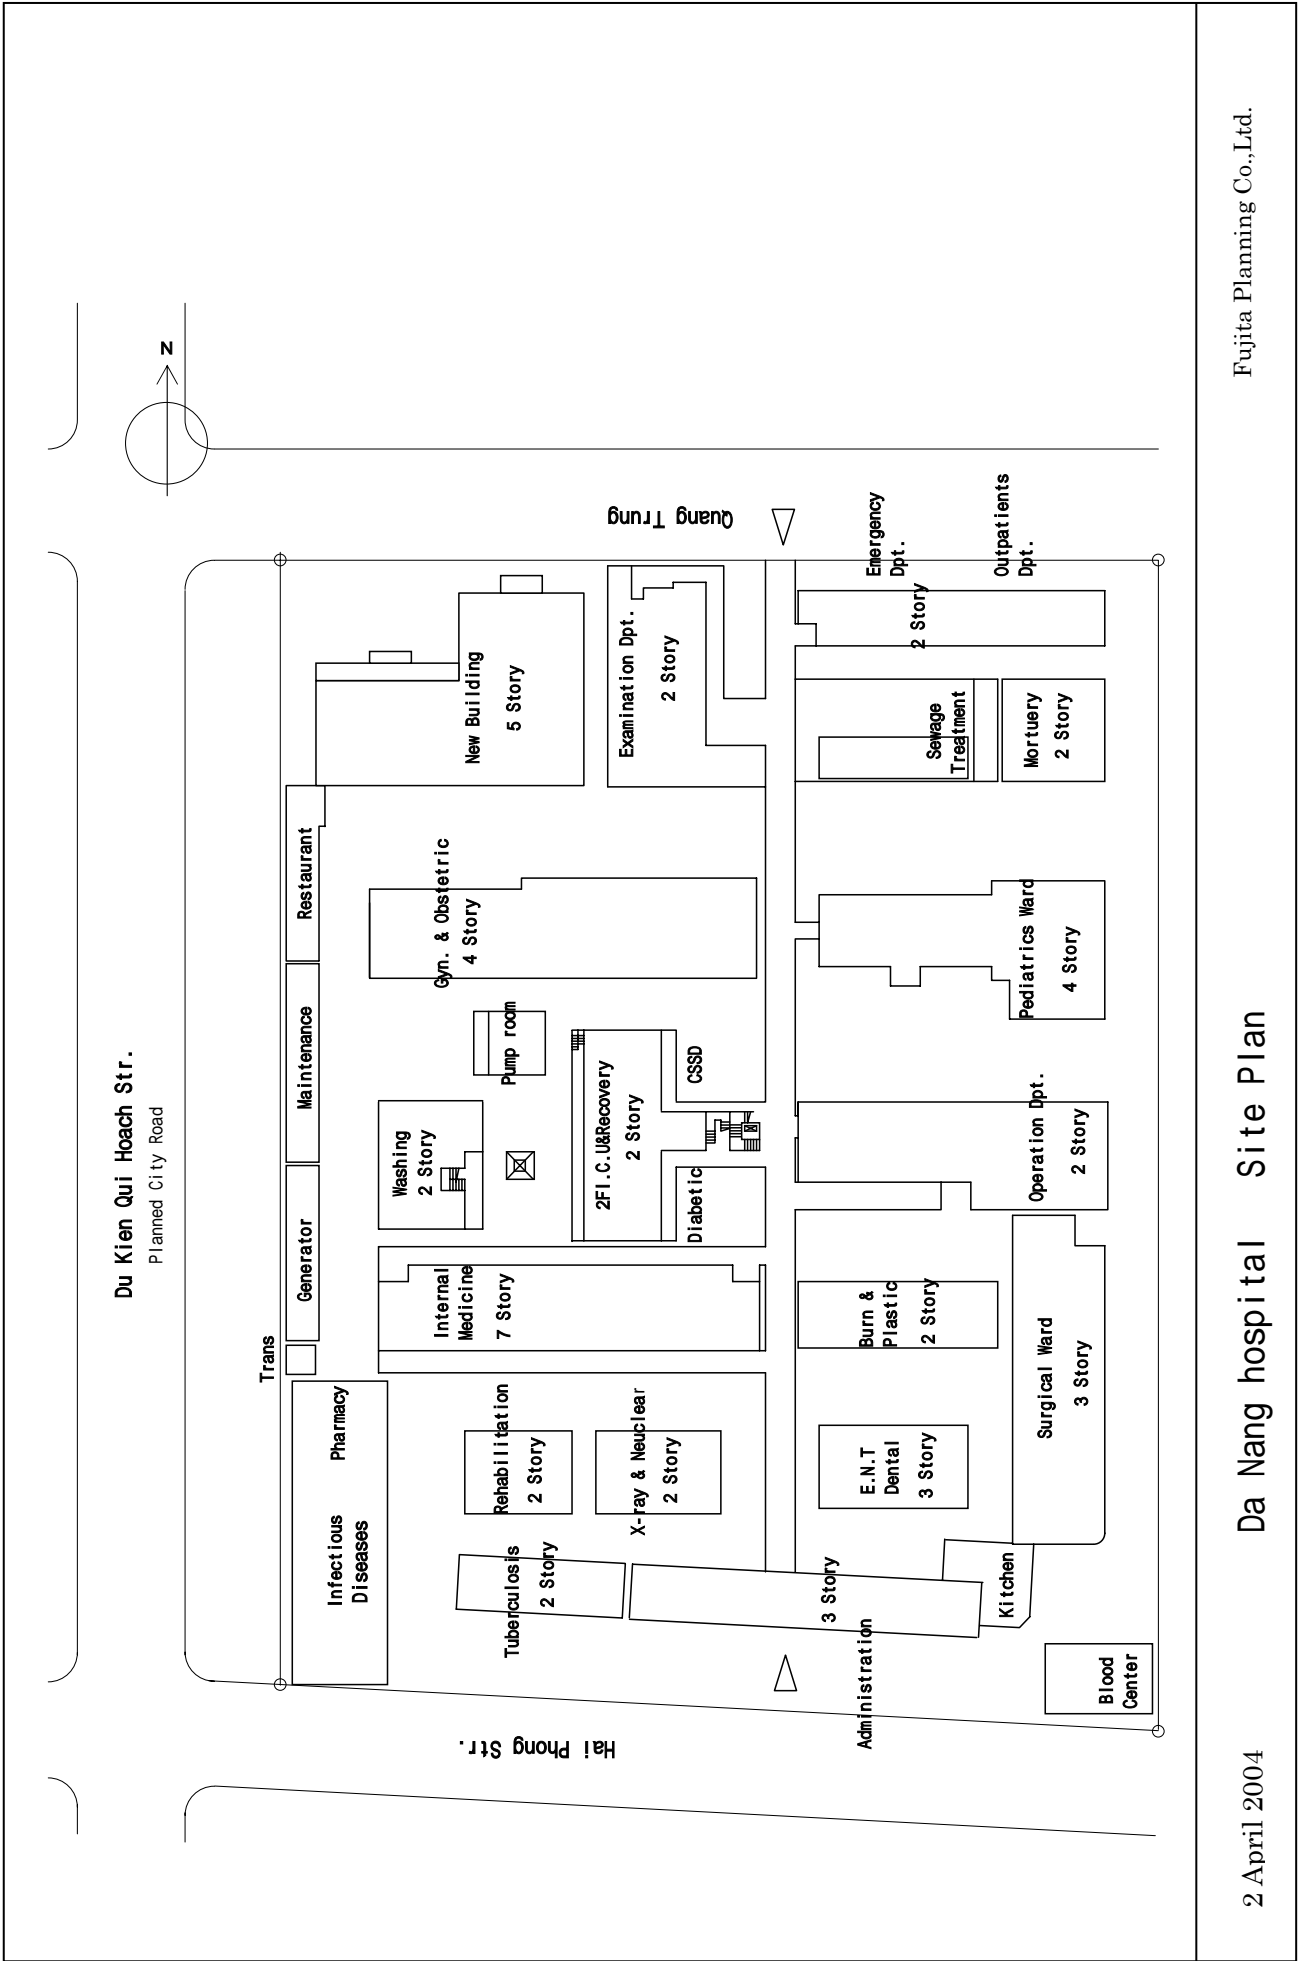 Du Kien Qui Hoach Str.
Planned City Road
N
Trans
Generator
Maintenance
Restaurant
Infectious
Diseases
Pharmacy
Washing
2 Story
Pump room
Gyn. & Obstetric
4 Story
New Building
5 Story
Quang Trung
Internal
Medicine
7 Story
2FI.C.U&Recovery
2 Story
CSSD
Diabetic
Examination Dpt.
2 Story
Rehabilitation
2 Story
X-ray & Neuclear
2 Story
Tuberculosis
2 Story
Hai Phong Str.
3 Story
Administration
E.N.T
Dental
3 Story
Burn &
Plastic
2 Story
Operation Dpt.
2 Story
Pediatrics Ward
4 Story
Sewage
Treatment
Mortuery
2 Story
Emergency
Dpt.
Outpatients
Dpt.
2 Story
Surgical Ward
3 Story
Kitchen
Blood
Center
2 April 2004
Da Nang hospital Site Plan
Fujita Planning Co.,Ltd.